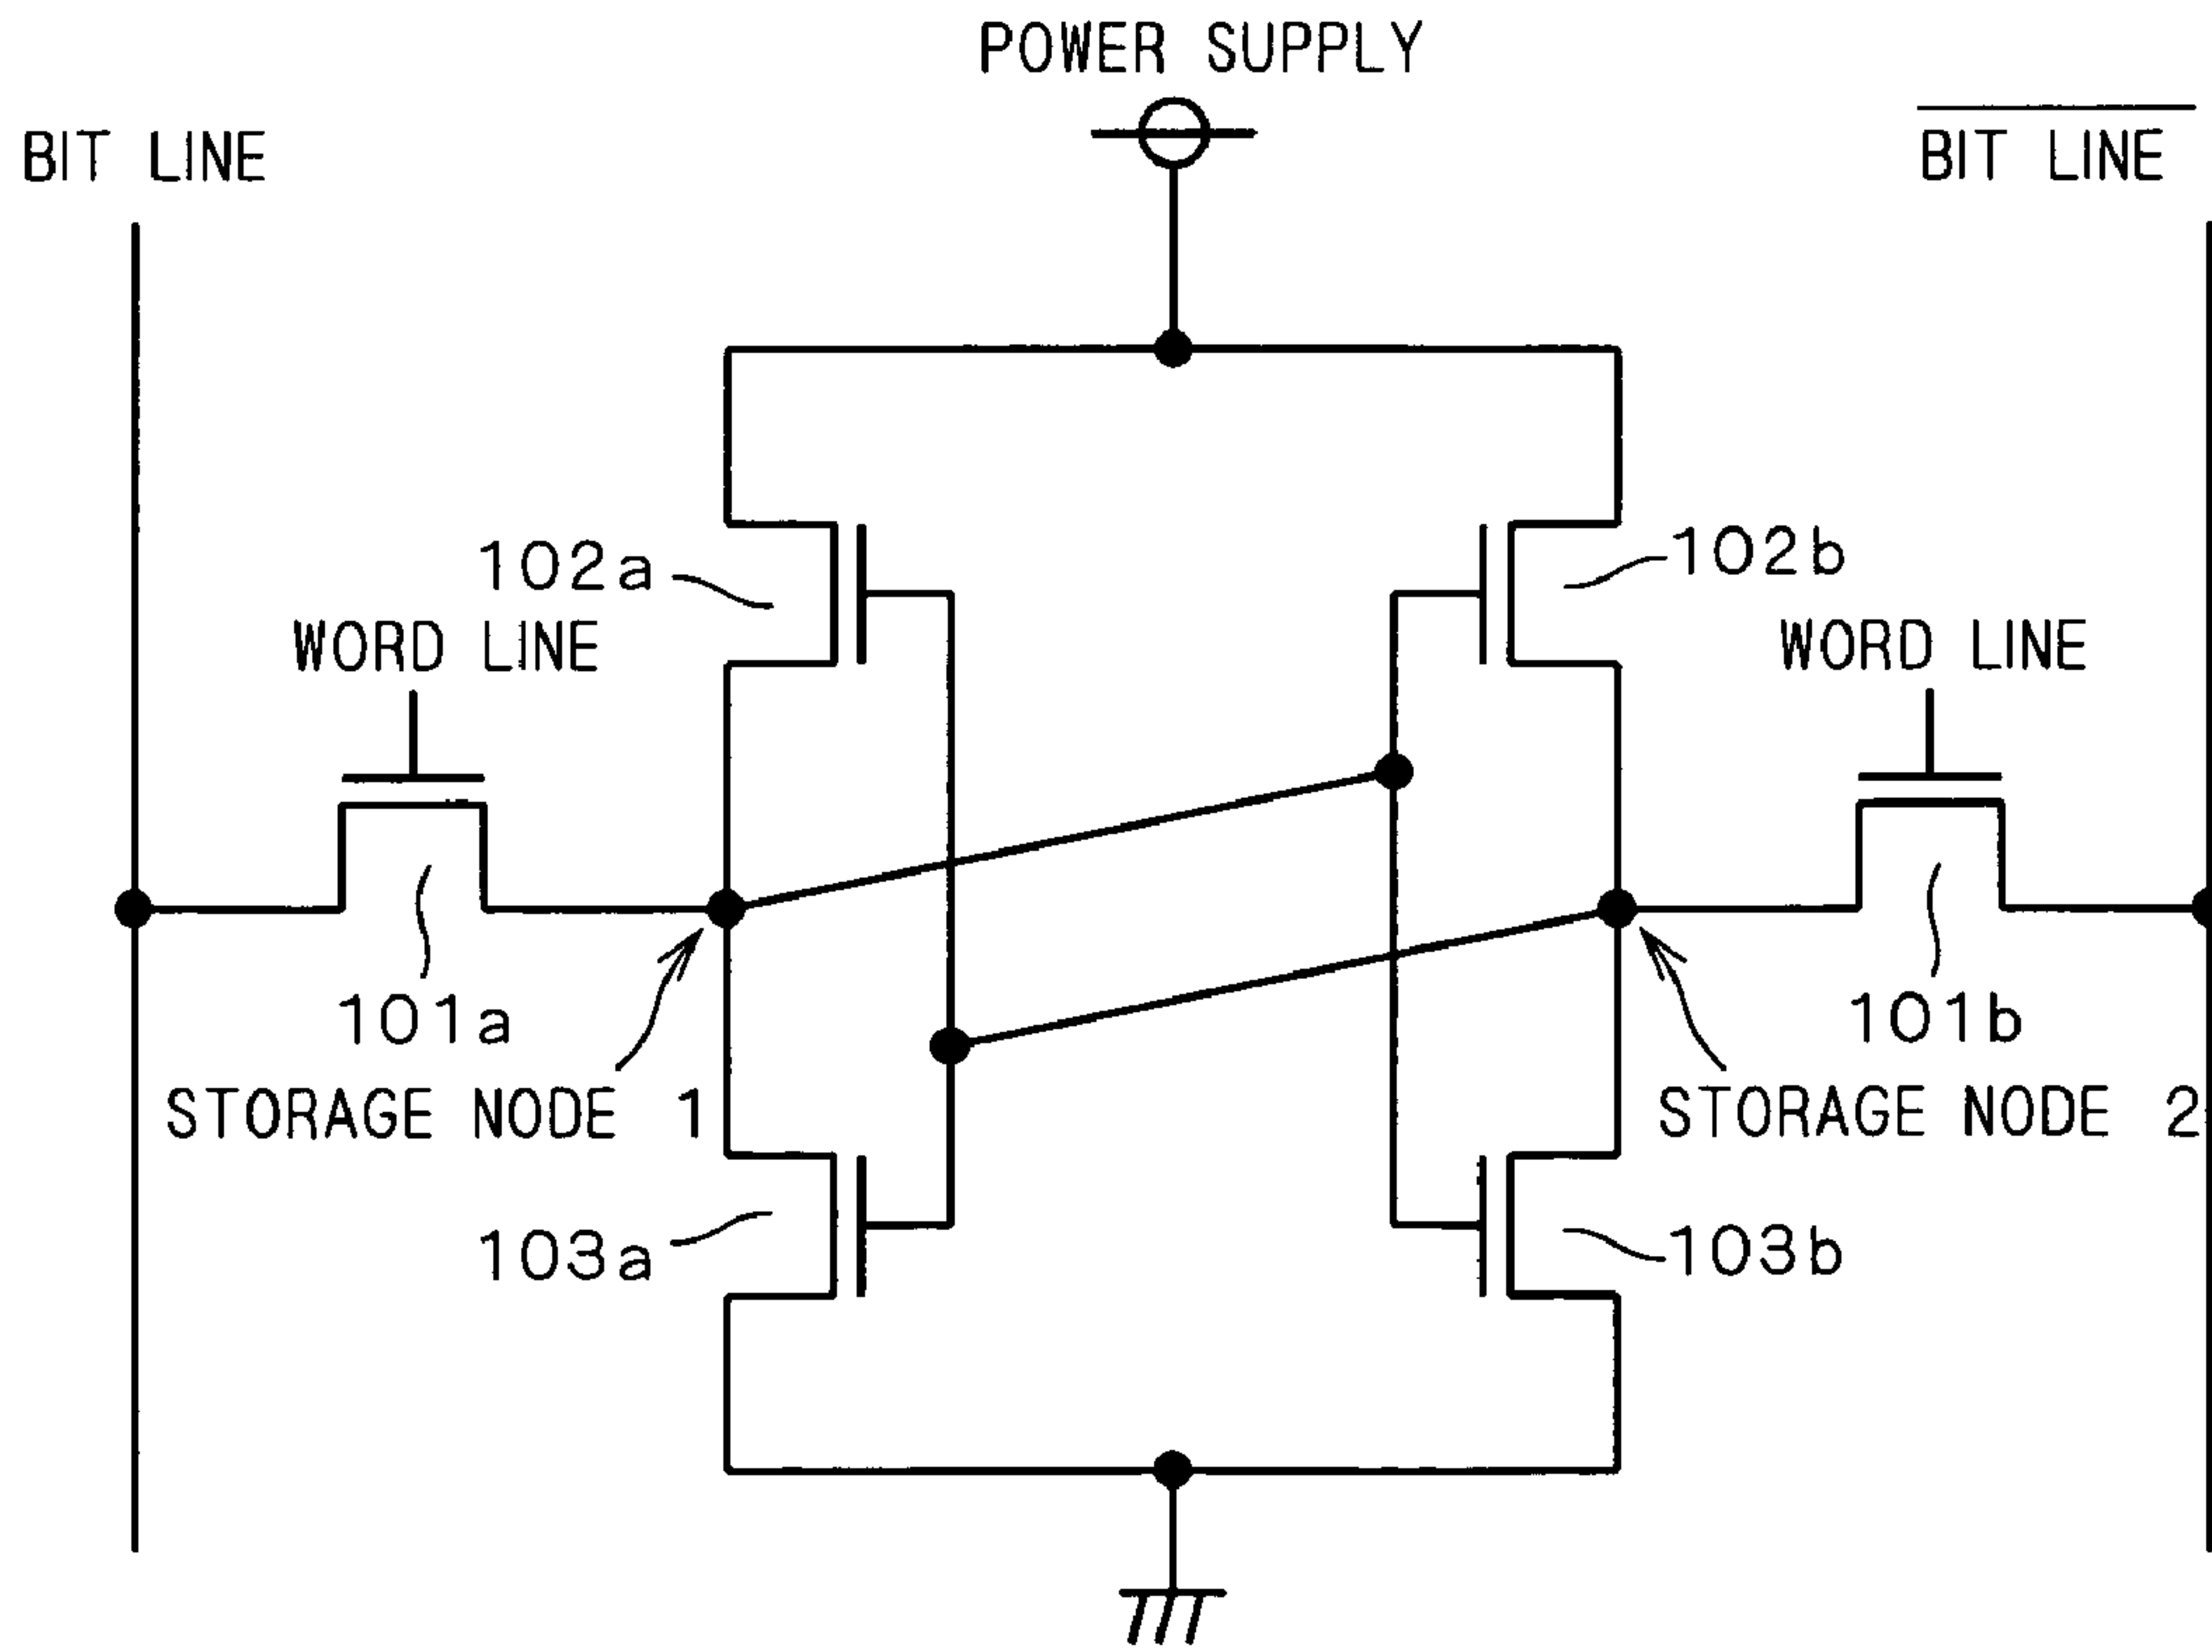 POWER SUPPLY
BIT LINE
BIT LINE
102a
102b
WORD LINE
WORD LINE
101a
101b
STORAGE NODE 1
STORAGE NODE 2
103a
103b